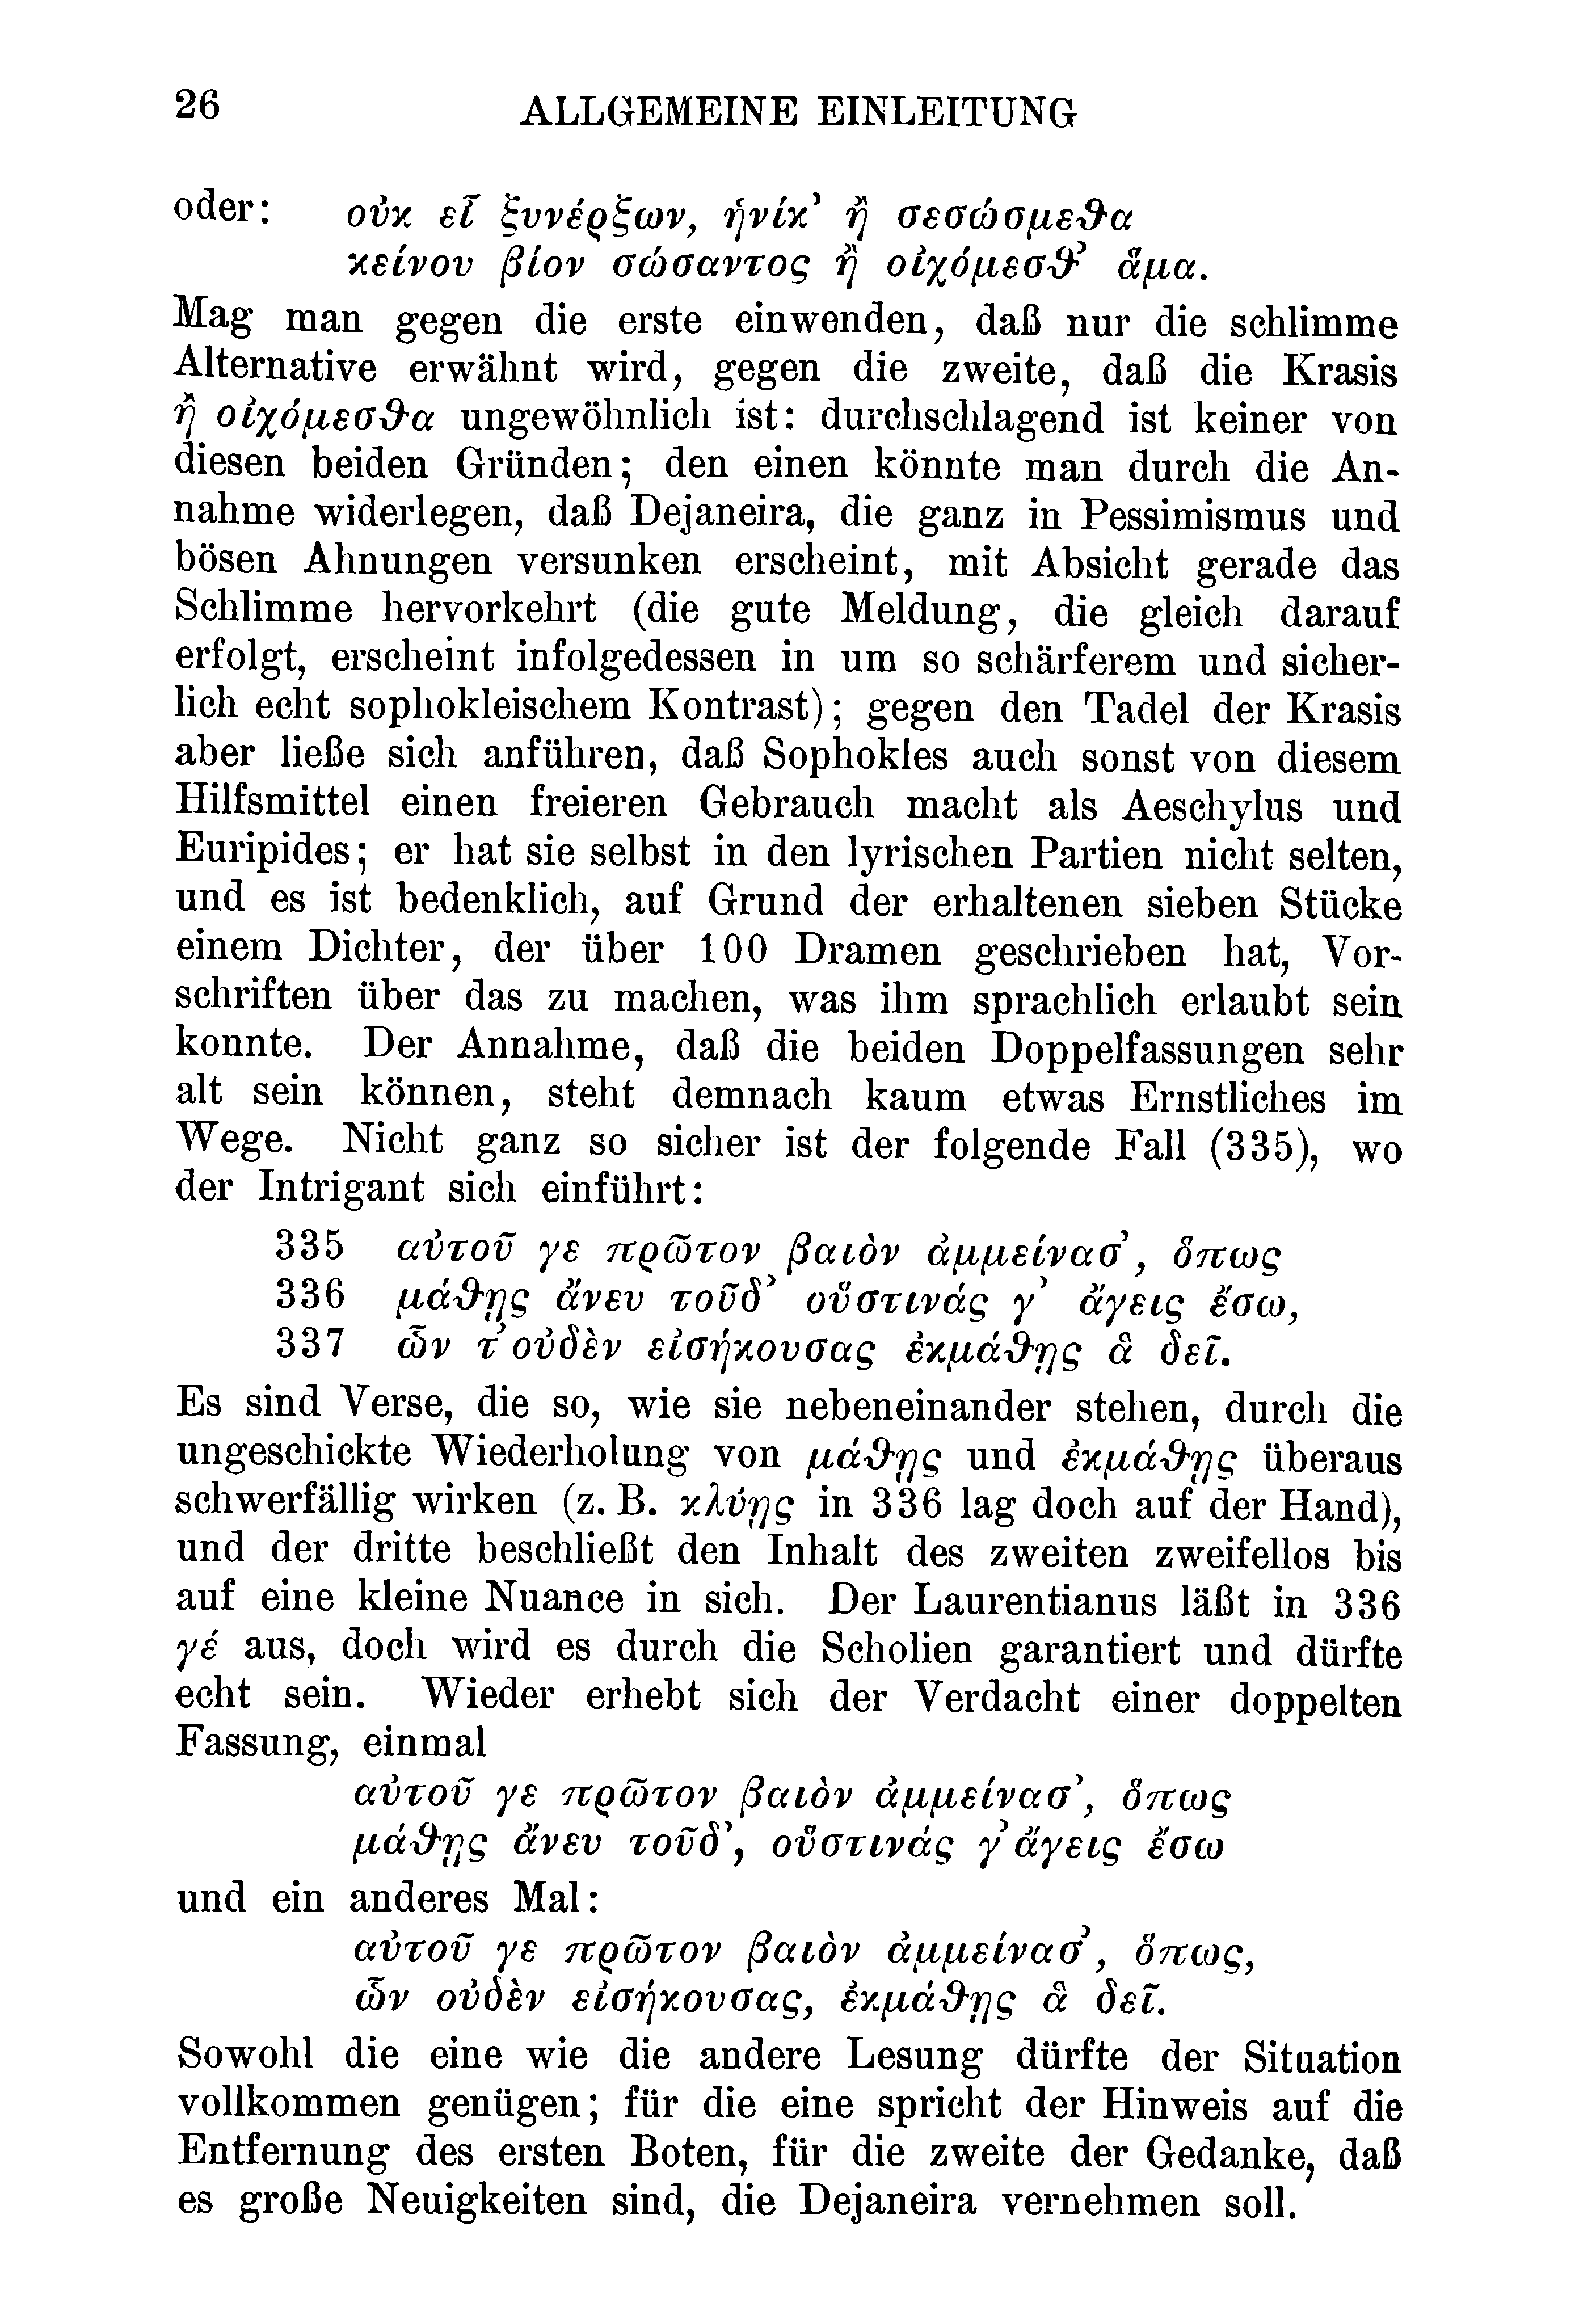 26 ALLGEMEINE EINLEITUNG
oder: οὐκ εἶ ξυνέρξων, ἡνίκ’ ἢ σεσώσμεϑα
κείνου βίον σώσαντος ἢ οἰχόμεσϑ’ ἅμα.
Mag man gegen die erste einwenden, daß nur die schlimme
Alternative erwähnt wird, gegen die zweite, daß die Krasis
ἢ οἰχόμεσϑα ungewöhnlich ist: durchschlagend ist keiner von
diesen beiden Gründen; den einen könnte man durch die An-
nahme widerlegen, daß Dejaneira, die ganz in Pessimismus und
bösen Ahnungen versunken erscheint, mit Absicht gerade das
Schlimme hervorkehrt (die gute Meldung, die gleich darauf
erfolgt, erscheint infolgedessen in um so schärferem und sicher-
lich echt sophokleischem Kontrast); gegen den Tadel der Krasis
aber ließe sich anführen, daß Sophokles auch sonst von diesem
Hilfsmittel einen freieren Gebrauch macht als Aeschylus und
Euripides; er hat sie selbst in den lyrischen Partien nicht selten,
und es ist bedenklich, auf Grund der erhaltenen sieben Stücke
einem Dichter, der über 100 Dramen geschrieben hat, Vor-
schriften über das zu machen, was ihm sprachlich erlaubt sein
konnte. Der Annahme, daß die beiden Doppelfassungen sehr
alt sein können, steht demnach kaum etwas Ernstliches im
Wege. Nicht ganz so sicher ist der folgende Fall (335), wo
der Intrigant sich einführt:
335 αὐτοῦ γε πρῶτον βαιὸν ἀμμείνασ’, ὅπως
336 μάϑῃς ἄνευ τοῦδ’ οὕστινάς γ’ ἄγεις ἔσω,
337 ὧν τ’ οὐδὲν εἰσήκουσας ἐκμάϑῃς ἃ δεῖ.
Es sind Verse, die so, wie sie nebeneinander stehen, durch die
ungeschickte Wiederholung von μάϑῃς und ἐκμάϑῃς überaus
schwerfällig wirken (z. B. κλύῃς in 336 lag doch auf der Hand),
und der dritte beschließt den Inhalt des zweiten zweifellos bis
auf eine kleine Nuance in sich. Der Laurentianus läßt in 336
γέ aus, doch wird es durch die Scholien garantiert und dürfte
echt sein. Wieder erhebt sich der Verdacht einer doppelten
Fassung, einmal
αὐτοῦ γε πρῶτον βαιὸν ἀμμείνασ’, ὅπως
μάϑῃς ἄνευ τοῦδ’, οὕστινάς γ’ ἄγεις ἔσω
und ein anderes Mal:
αὐτοῦ γε πρῶτον βαιὸν ἀμμείνασ’, ὅπως,
ὧν οὐδὲν εἰσήκουσας, ἐκμάϑῃς ἃ δεῖ.
Sowohl die eine wie die andere Lesung dürfte der Situation
vollkommen genügen; für die eine spricht der Hinweis auf die
Entfernung des ersten Boten, für die zweite der Gedanke, daß
es große Neuigkeiten sind, die Dejaneira vernehmen soll.